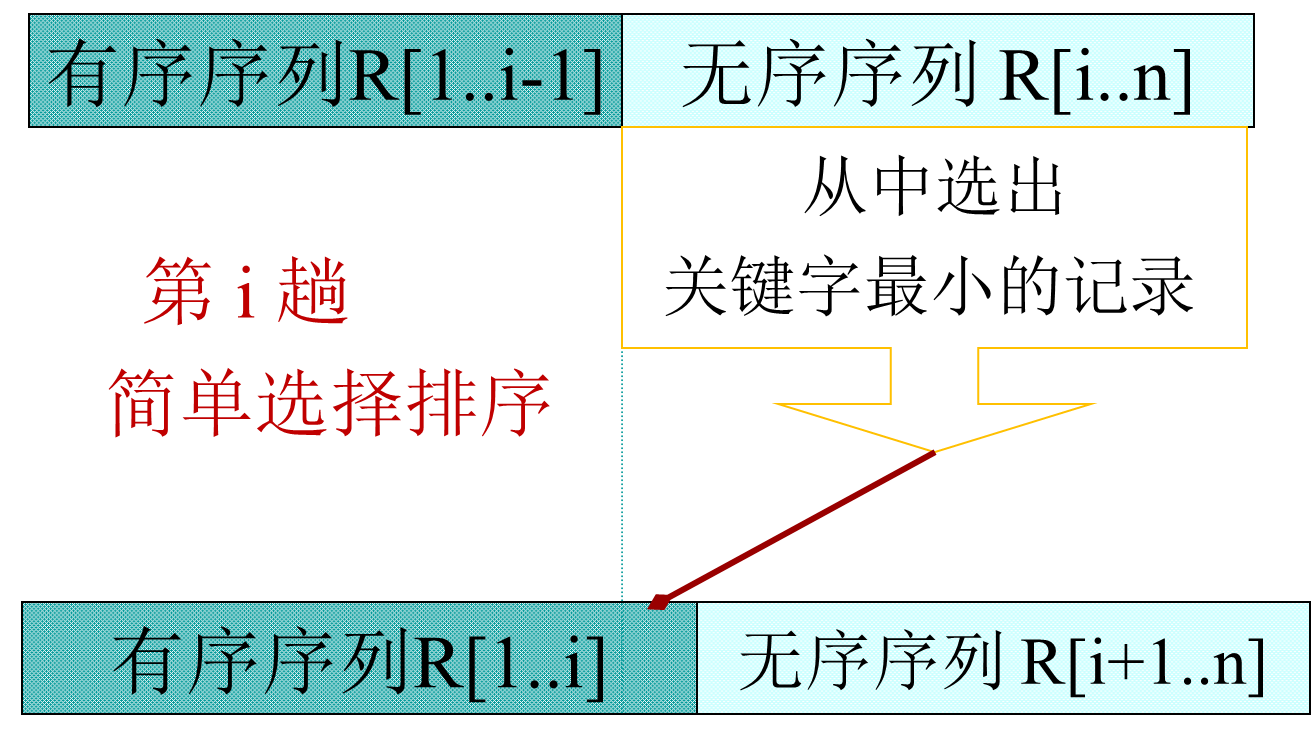 有序序列R[1..i-1]
无序序列 R[i..n]
从中选出
关键字最小的记录
第 i 趟
简单选择排序
有序序列R[1..i]
无序序列 R[i+1..n]